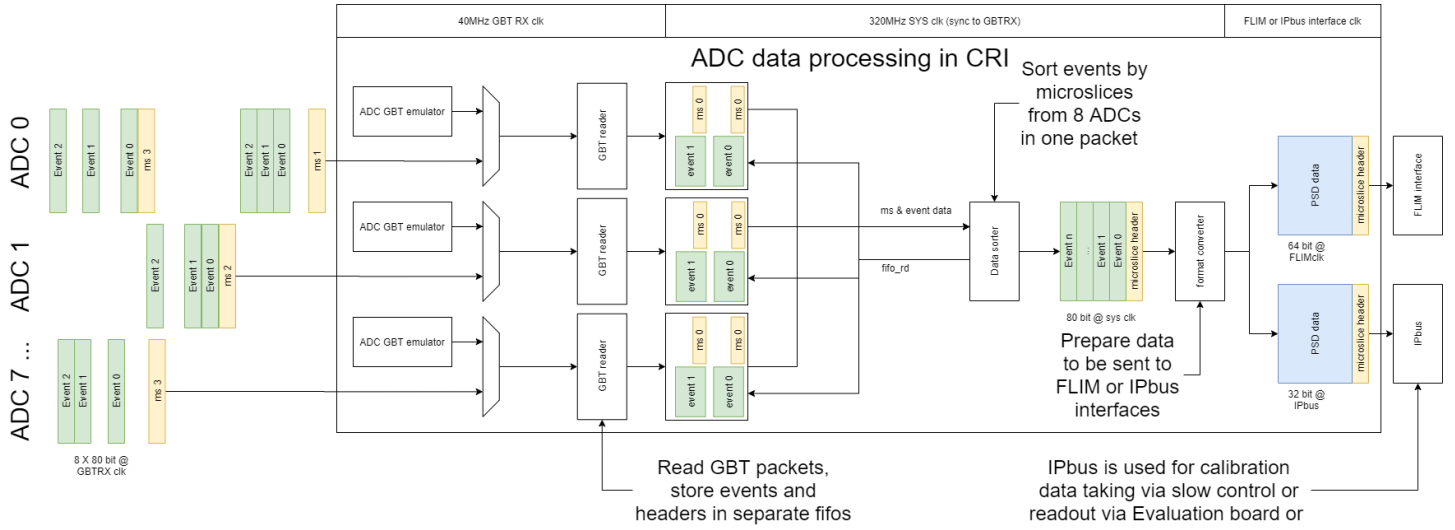 40MHz GBT RX clk
320MHz SYS clk (sync to GBTRX)
FLIM or IPbus interface clk
ADC data processing in CRI
Sort events by
microslices
from 8 ADCs
in one packet
ADC 0
Event 2
Event 1
Event 0
ms 3
Event 2
Event 1
Event 0
ms 1
ADC GBT emulator
GBT reader
ms 0
ms 0
event 1
event 0
ADC 1
Event 2
Event 1
Event 0
ms 2
ADC GBT emulator
GBT reader
ms 0
ms 0
event 1
event 0
ADC 7 ...
Event 2
Event 1
Event 0
ms 3
8 X 80 bit @
GBTRX clk
ADC GBT emulator
GBT reader
ms 0
ms 0
event 1
event 0
ms & event data
fifo_rd
Data sorter
Event n
...
Event 1
Event 0
microslice header
80 bit @ sys clk
format converter
Prepare data
to be sent to
FLIM or IPbus
interfaces
PSD data
microslice header
64 bit @
FLIMclk
FLIM interface
PSD data
microslice header
32 bit @
IPbus
IPbus
Read GBT packets,
store events and
headers in separate fifos
IPbus is used for calibration
data taking via slow control or
readout via Evaluation board or